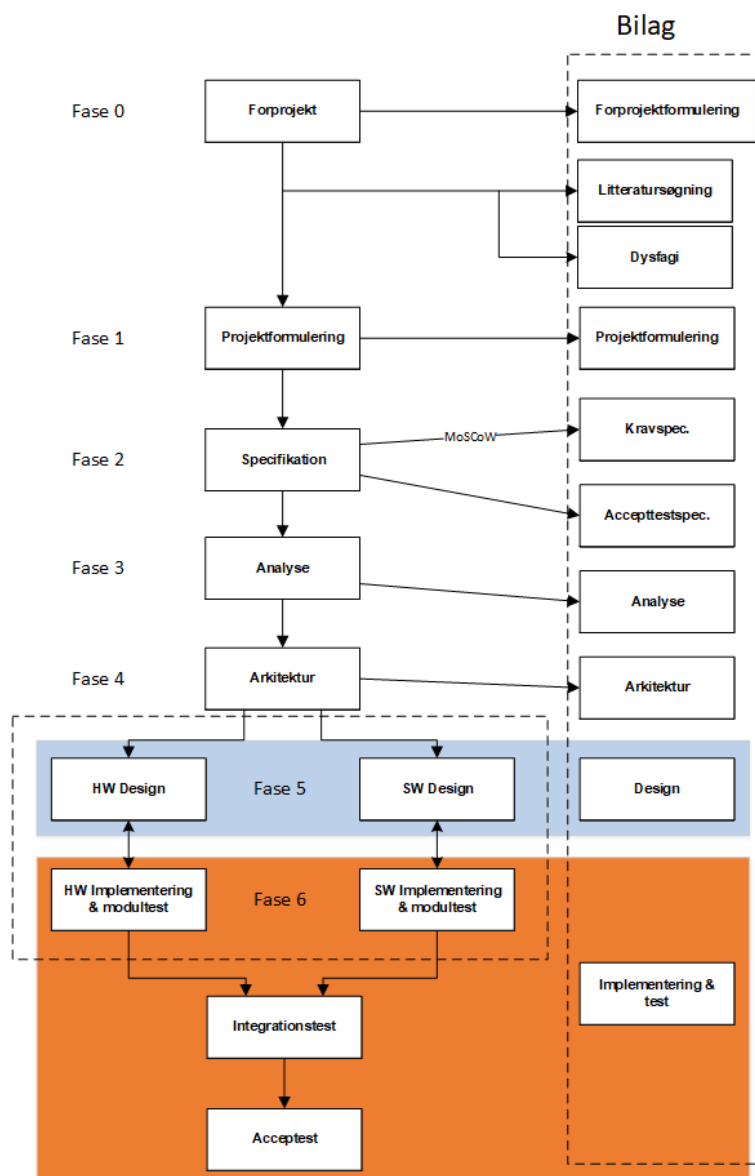 Bilag
Fase 0
Forprojekt
Forprojektformulering
Litteratursøgning
Dysfagi
Fase 1
Projektformulering
Projektformulering
MoSCoW
Kravspec.
Fase 2
Specifikation
Accepttestspec.
Fase 3
Analyse
Analyse
Fase 4
Arkitektur
Arkitektur
HW Design
Fase 5
SW Design
Design
HW Implementering
& modultest
Fase 6
SW Implementering
& modultest
Implementering &
test
Integrationstest
Acceptest